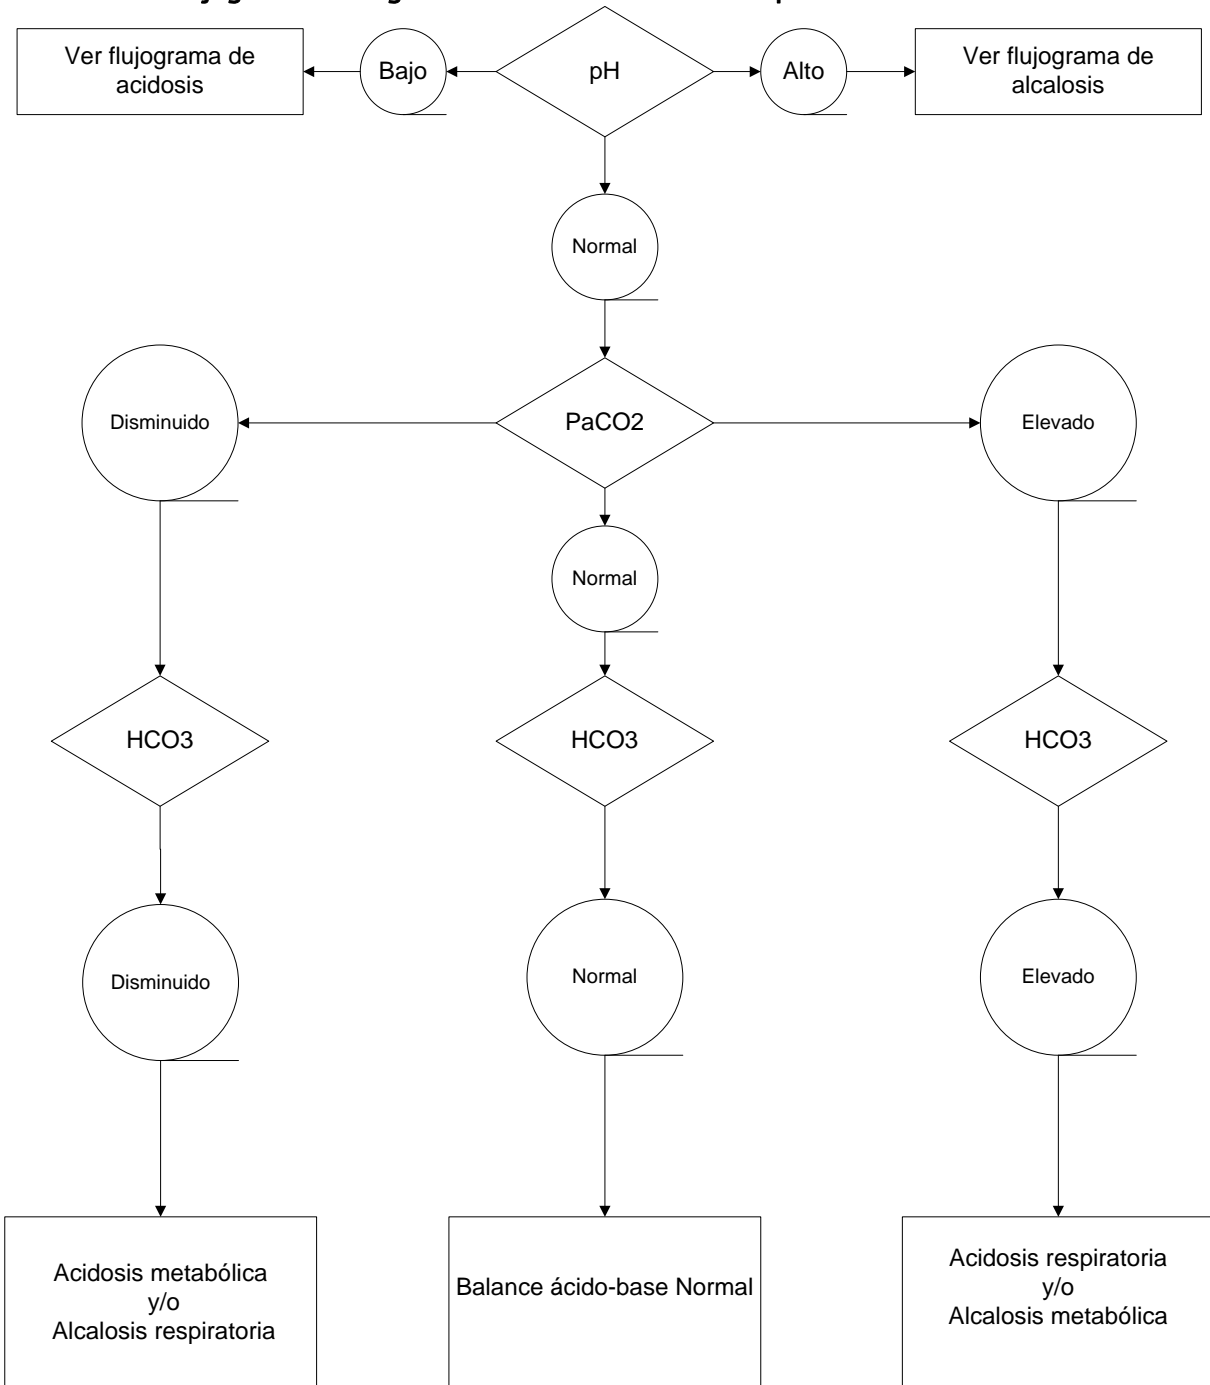 Ver flujograma de
acidosis
Bajo
pH
Alto
Ver flujograma de
alcalosis
Normal
Disminuido
PaCO2
Elevado
Normal
HCO3
HCO3
HCO3
Disminuido
Normal
Elevado
Acidosis metabólica
y/o
Alcalosis respiratoria
Balance ácido-base Normal
Acidosis respiratoria
y/o
Alcalosis metabólica